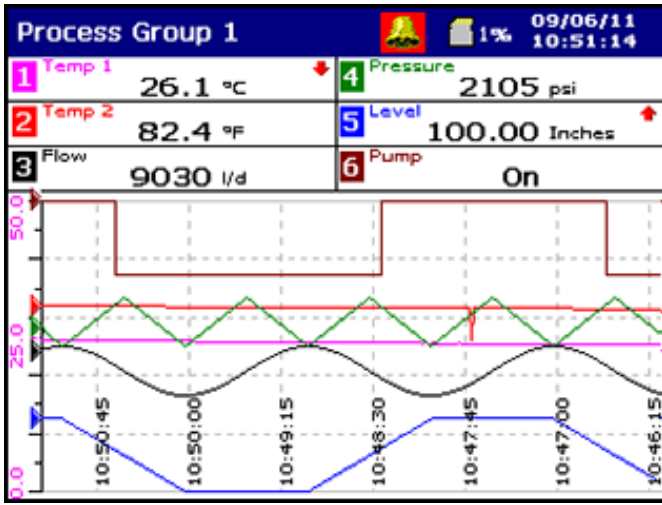 Process Group 1
1%
09/06/11
10:51:14
1 Temp 1 26.1 °C
4 Pressure 2105 psi
2 Temp 2 82.4 °F
5 Level 100.00 Inches
3 Flow 9030 l/d
6 Pump On
50.0
25.0
0.0
10:50:45
10:50:00
10:49:15
10:48:30
10:47:45
10:47:00
10:46:15